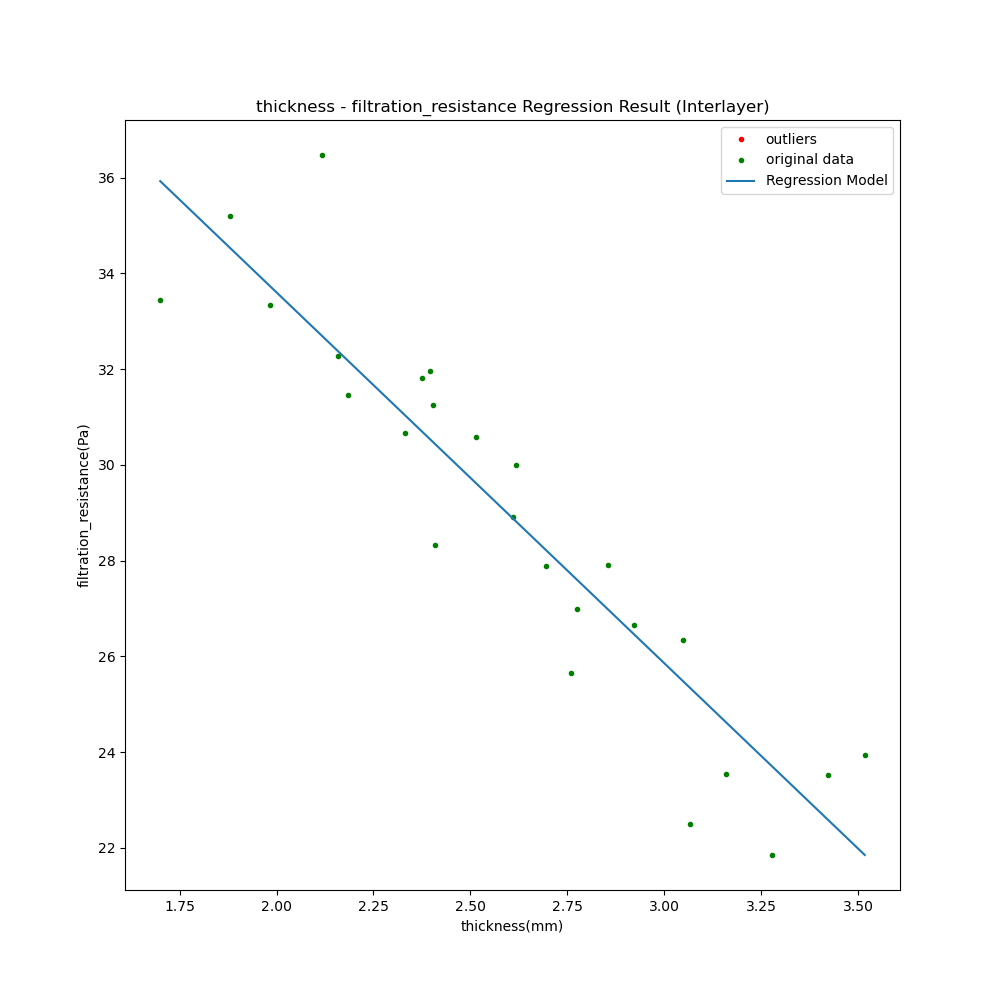 thickness - filtration_resistance Regression Result (Interlayer)
outliers
original data
Regression Model
36
34
32
30
28
26
24
22
filtration_resistance(Pa)
1.75 2.00 2.25 2.50 2.75 3.00 3.25 3.50
thickness(mm)